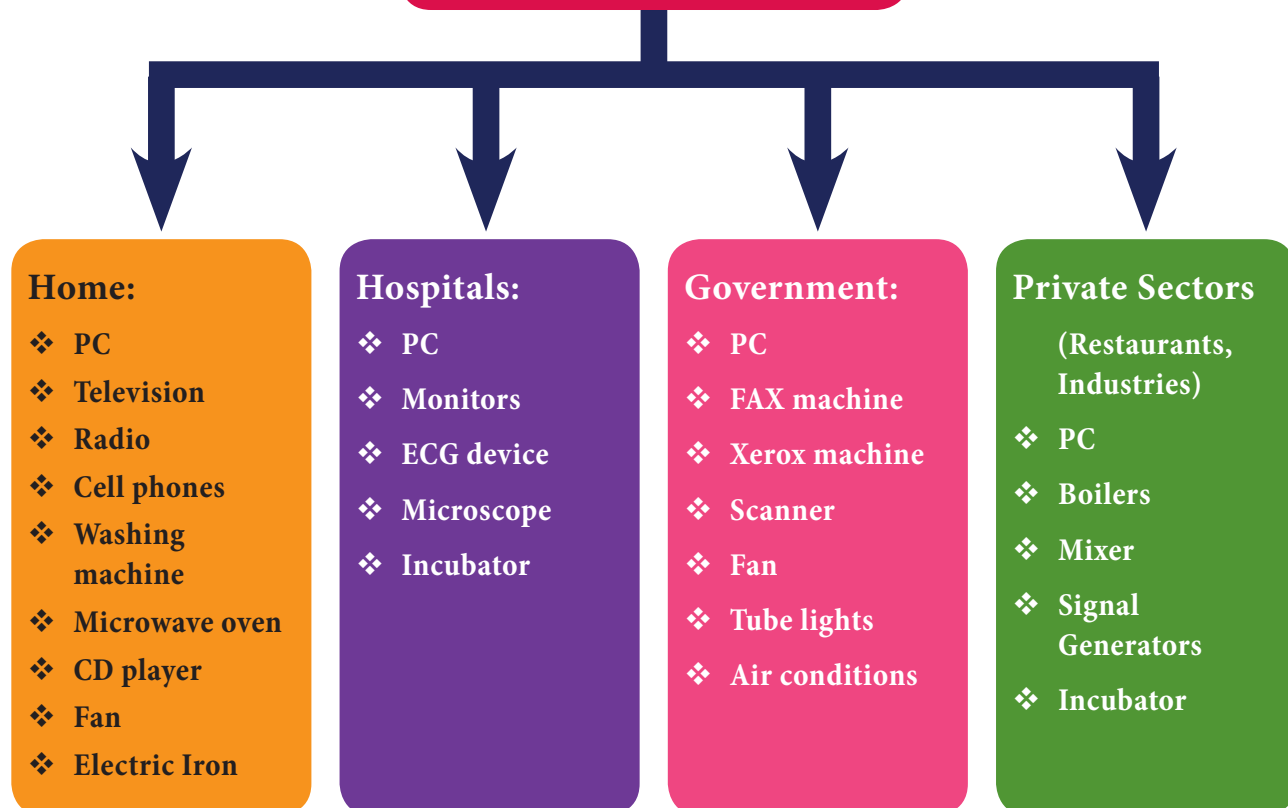 Home:
❖ PC
❖ Television
❖ Radio
❖ Cell phones
❖ Washing
machine
❖ Microwave oven
❖ CD player
❖ Fan
❖ Electric Iron
Hospitals:
❖ PC
❖ Monitors
❖ ECG device
❖ Microscope
❖ Incubator
Government:
❖ PC
❖ FAX machine
❖ Xerox machine
❖ Scanner
❖ Fan
❖ Tube lights
❖ Air conditions
Private Sectors
(Restaurants,
Industries)
❖ PC
❖ Boilers
❖ Mixer
❖ Signal
Generators
❖ Incubator